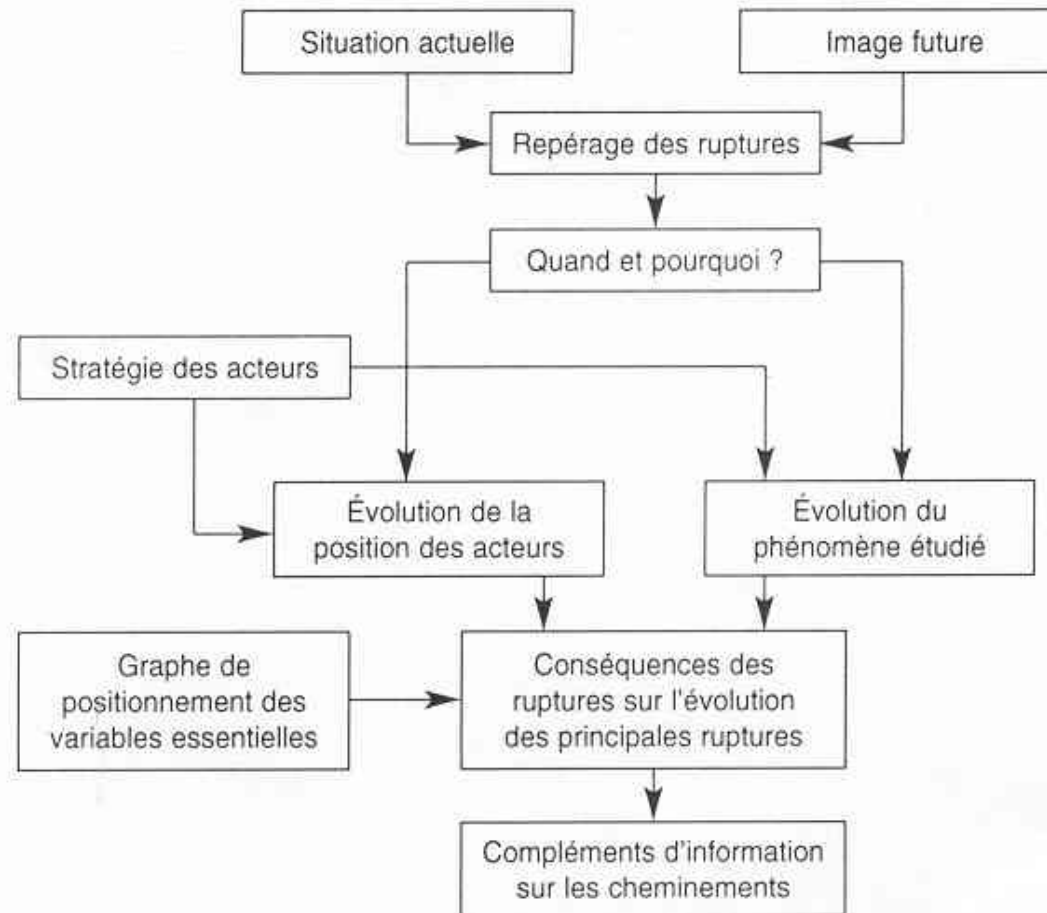 Situation actuelle
Image future
Repérage des ruptures
Quand et pourquoi ?
Stratégie des acteurs
Évolution de la
position des acteurs
Évolution du
phénomène étudié
Graphe de
positionnement des
variables essentielles
Conséquences des
ruptures sur l'évolution
des principales ruptures
Compléments d'information
sur les cheminements